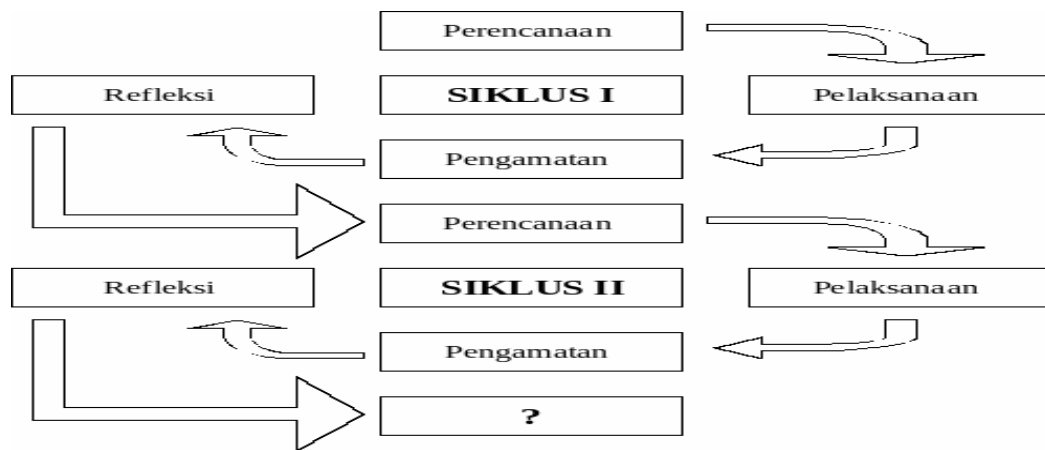 Perencanaan
Refleksi
SIKLUS I
Pelaksanaan
Pengamatan
Perencanaan
Refleksi
SIKLUS II
Pelaksanaan
Pengamatan
?